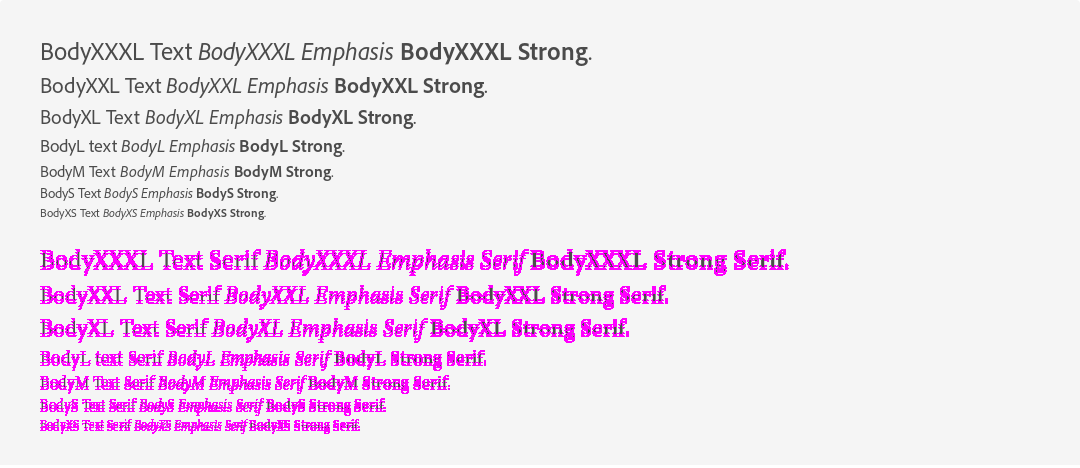 BodyXXXL Text BodyXXXL Emphasis BodyXXXL Strong.
BodyXXL Text BodyXXL Emphasis BodyXXL Strong.
BodyXL Text BodyXL Emphasis BodyXL Strong.
BodyL text BodyL Emphasis BodyL Strong.
BodyM Text BodyM Emphasis BodyM Strong.
BodyS Text BodyS Emphasis BodyS Strong.
BodyXS Text BodyXS Emphasis BodyXS Strong.
BodyXXXL Text Serif BodyXXXL Emphasis Serif BodyXXXL Strong Serif.
BodyXXL Text Serif BodyXXL Emphasis Serif BodyXXL Strong Serif.
BodyXL Text Serif BodyXL Emphasis Serif BodyXL Strong Serif.
BodyL text Serif BodyL Emphasis Serif BodyL Strong Serif.
BodyM Text Serif BodyM Emphasis Serif BodyM Strong Serif.
BodyS Text Serif BodyS Emphasis Serif BodyS Strong Serif.
BodyXS Text Serif BodyXS Emphasis Serif BodyXS Strong Serif.